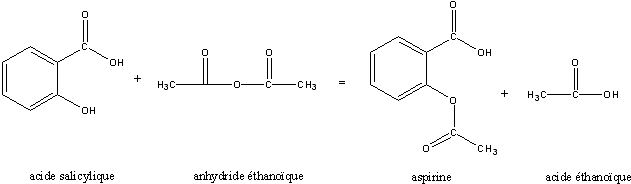 O
C
OH
OH
+
O
O
H₃C
C
O
C
CH₃
=
O
C
OH
O
C
O
CH₃
+
O
H₃C
C
OH
acide salicylique
anhydride éthanoïque
aspirine
acide éthanoïque